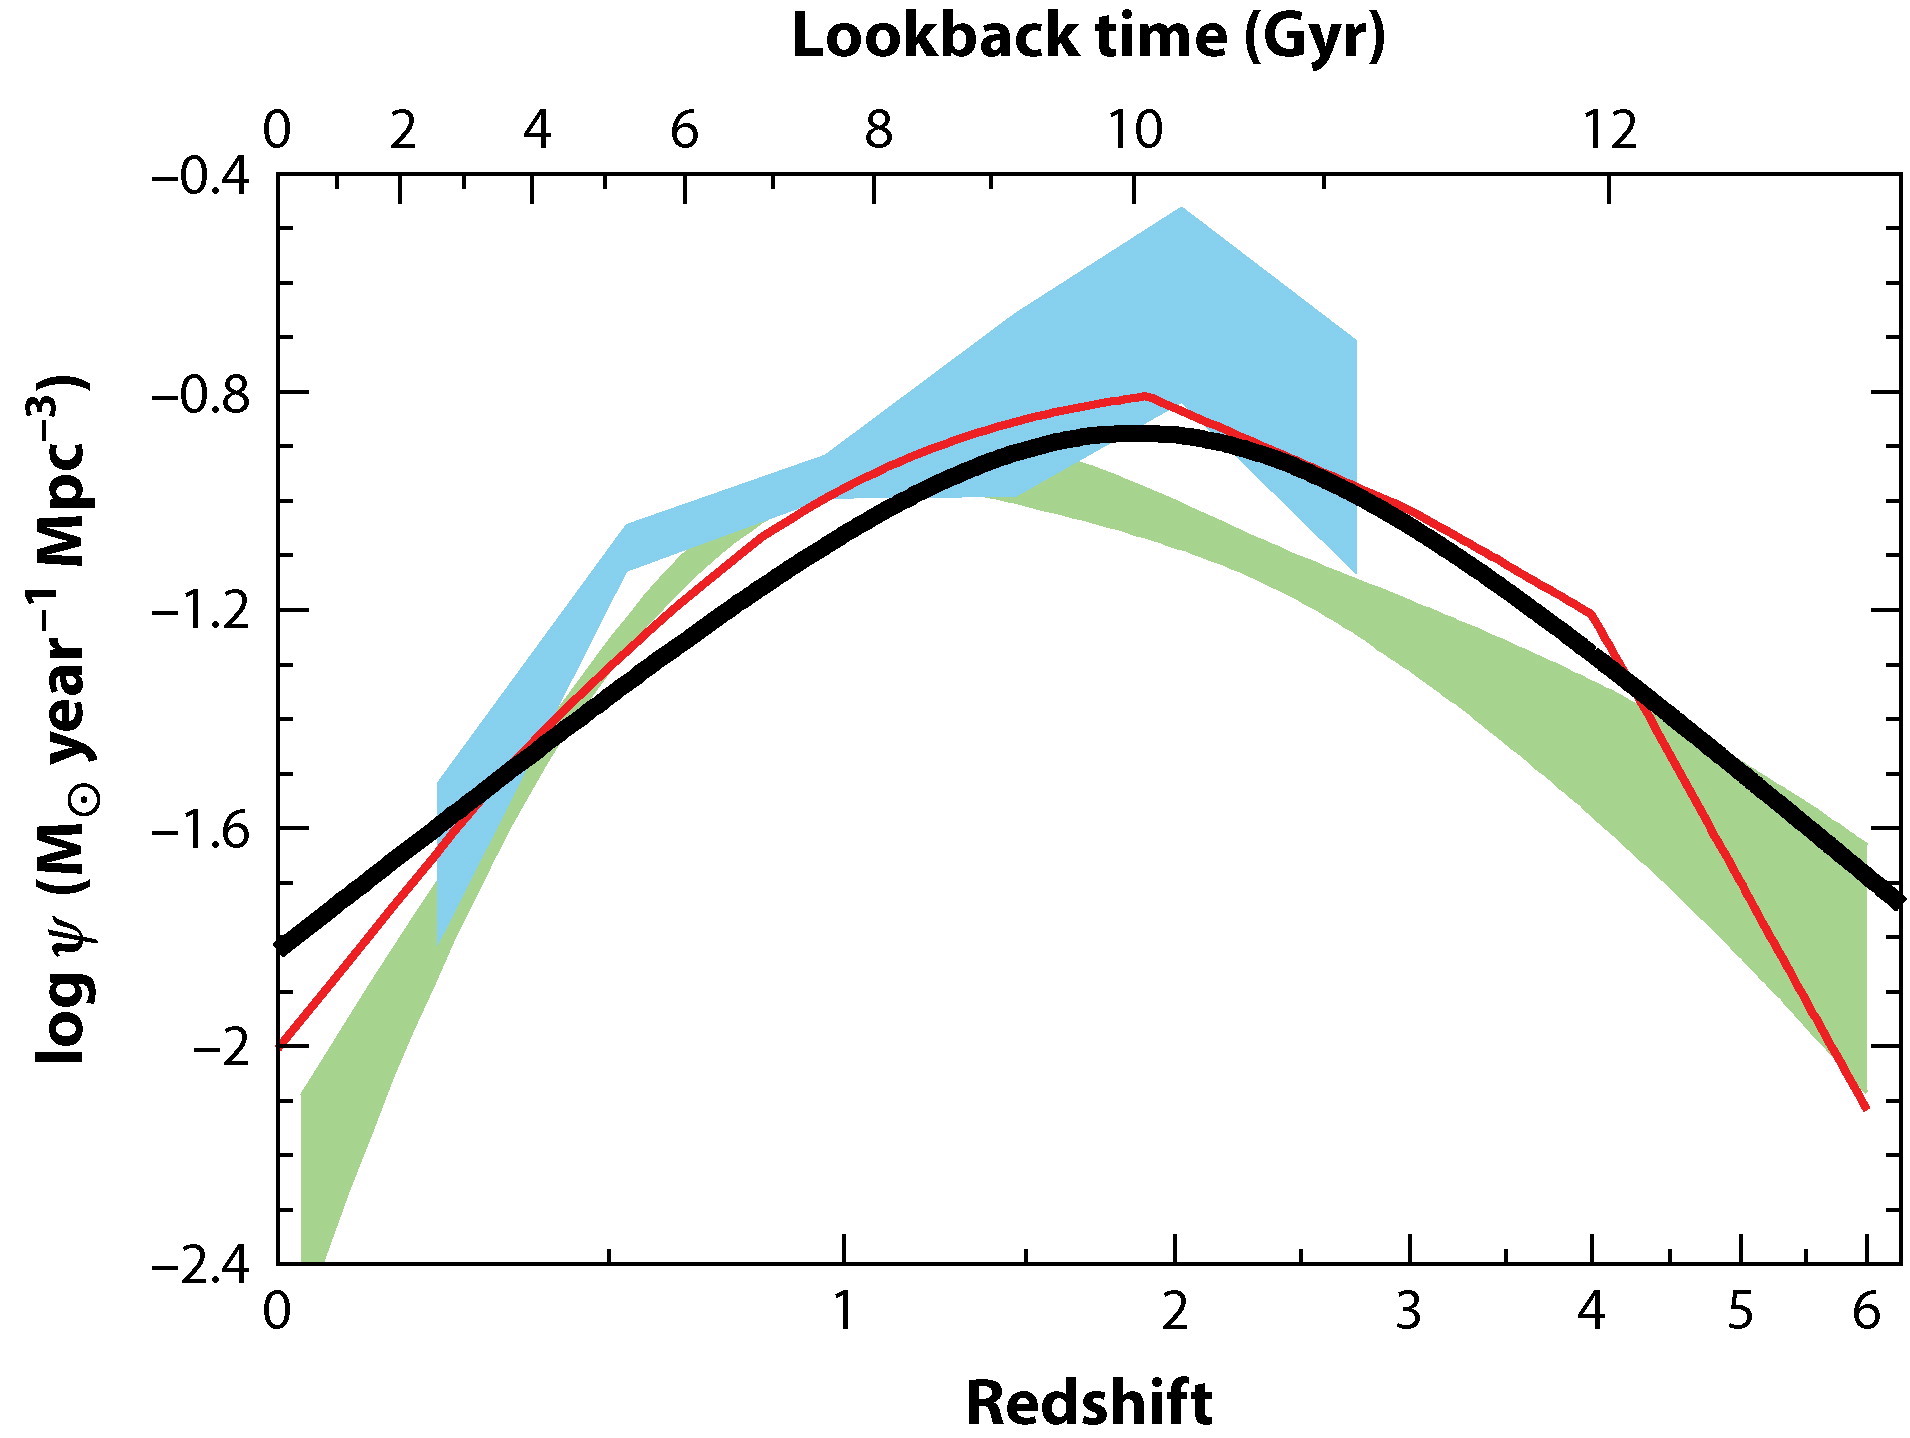 Lookback time (Gyr)
0 2 4 6 8 10 12
–0.4
–0.8
–1.2
–1.6
–2
–2.4
log ψ (M⊙ year⁻¹ Mpc⁻³)
0 1 2 3 4 5 6
Redshift